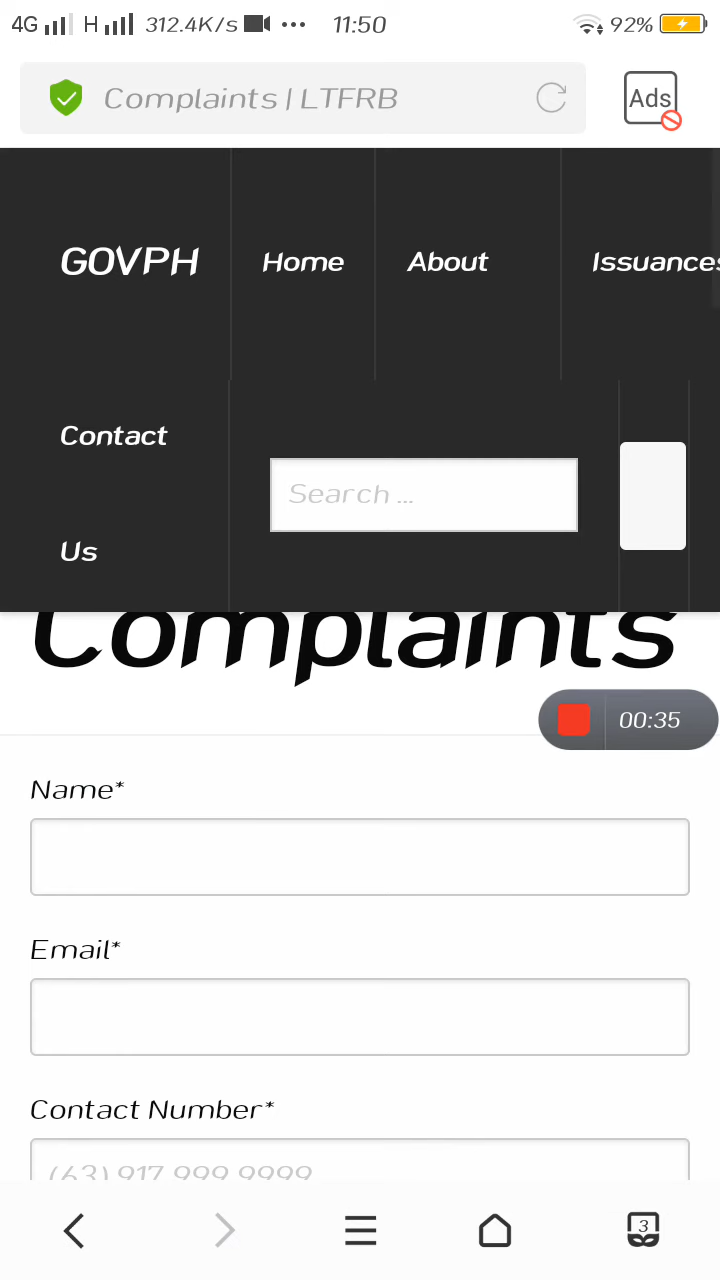 4G H 312.4K/s 11:50 92%
Complaints | LTFRB
Ads
GOVPH Home About Issuances
Contact
Us
Search ...
Complaints
00:35
Name*
Email*
Contact Number*
(63) 917 999 9999
3